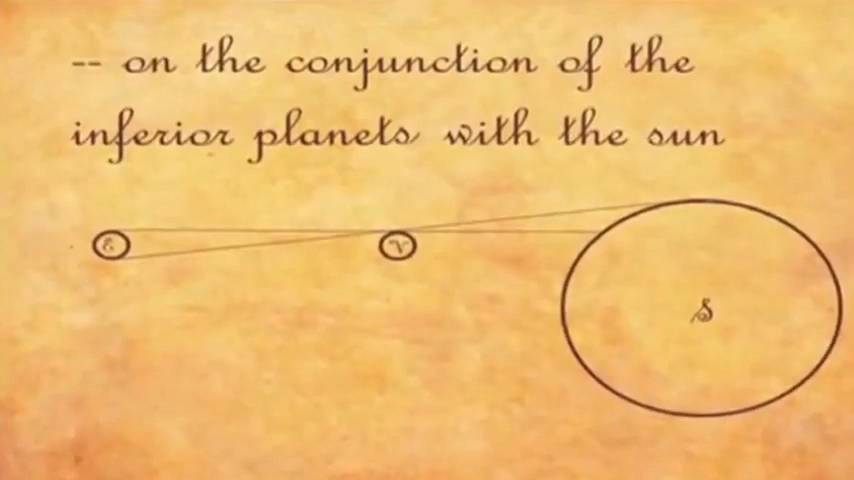 -- on the conjunction of the
inferior planets with the sun
E
V
S